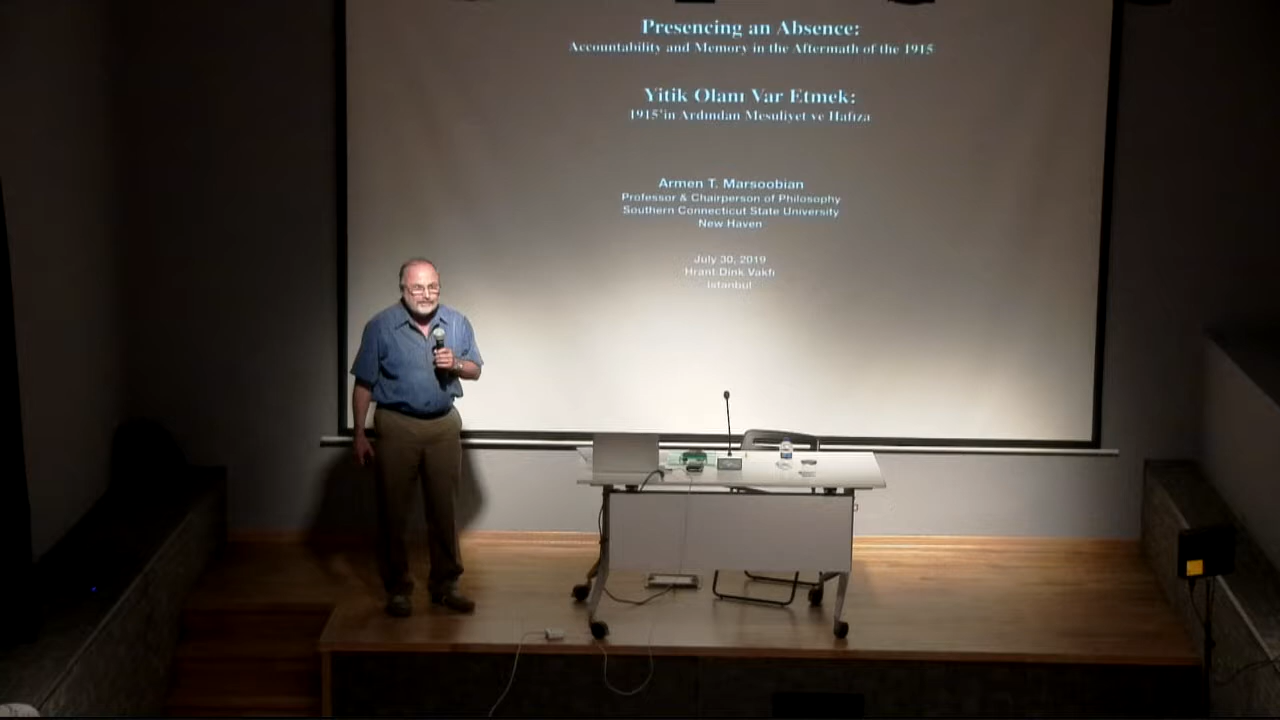 Presencing an Absence:
Accountability and Memory in the Aftermath of the 1915
Yitik Olanı Var Etmek:
1915'in Ardından Mesuliyet ve Hafıza
Armen T. Marsoobian
Professor & Chairperson of Philosophy
Southern Connecticut State University
New Haven
July 30, 2019
Hrant Dink Vakfı
Istanbul